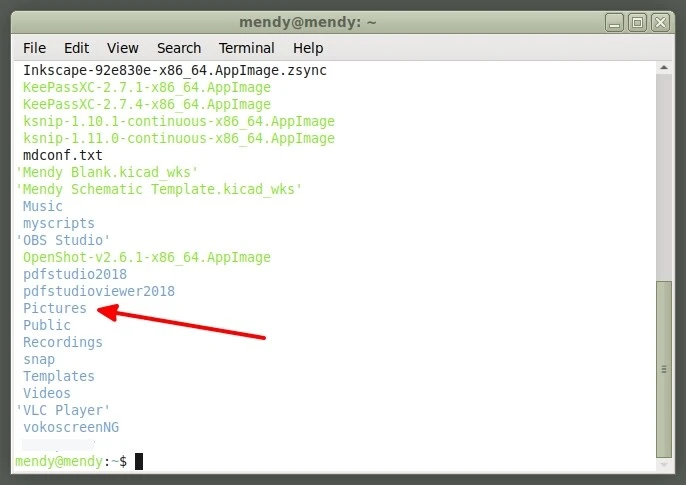 mendy@mendy: ~
File Edit View Search Terminal Help
Inkscape-92e830e-x86_64.AppImage.zsync
KeePassXC-2.7.1-x86_64.AppImage
KeePassXC-2.7.4-x86_64.AppImage
ksnip-1.10.1-continuous-x86_64.AppImage
ksnip-1.11.0-continuous-x86_64.AppImage
mdconf.txt
'Mendy Blank.kicad_wks'
'Mendy Schematic Template.kicad_wks'
Music
myscripts
'OBS Studio'
OpenShot-v2.6.1-x86_64.AppImage
pdfstudio2018
pdfstudioviewer2018
Pictures
Public
Recordings
snap
Templates
Videos
'VLC Player'
vokoscreenNG
mendy@mendy:~$